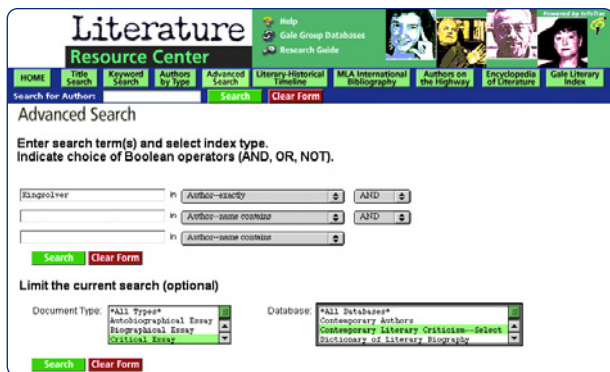 Literature
Resource Center
Help
Gale Group Databases
Research Guide
Powered by InfoTrac
HOME
Title Search
Keyword Search
Authors by Type
Advanced Search
Literary-Historical Timeline
MLA International Bibliography
Authors on the Highway
Encyclopedia of Literature
Gale Literary Index
Search for Author:
Search
Clear Form
Advanced Search
Enter search term(s) and select index type.
Indicate choice of Boolean operators (AND, OR, NOT).
Kingsolver in Author--exactly AND
in Author--name contains AND
in Author--name contains
Search Clear Form
Limit the current search (optional)
Document Type:
*All Types*
Autobiographical Essay
Biographical Essay
Critical Essay
Database:
*All Databases*
Contemporary Authors
Contemporary Literary Criticism--Select
Dictionary of Literary Biography
Search Clear Form